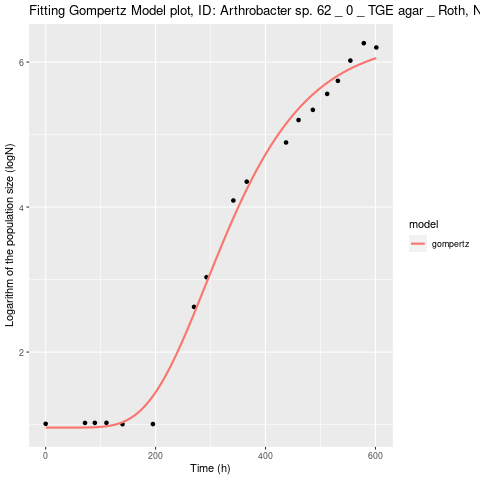 Fitting Gompertz Model plot, ID: Arthrobacter sp. 62 _ 0 _ TGE agar _ Roth, N
Logarithm of the population size (logN)
6
4
2
0
200
400
600
Time (h)
model
gompertz